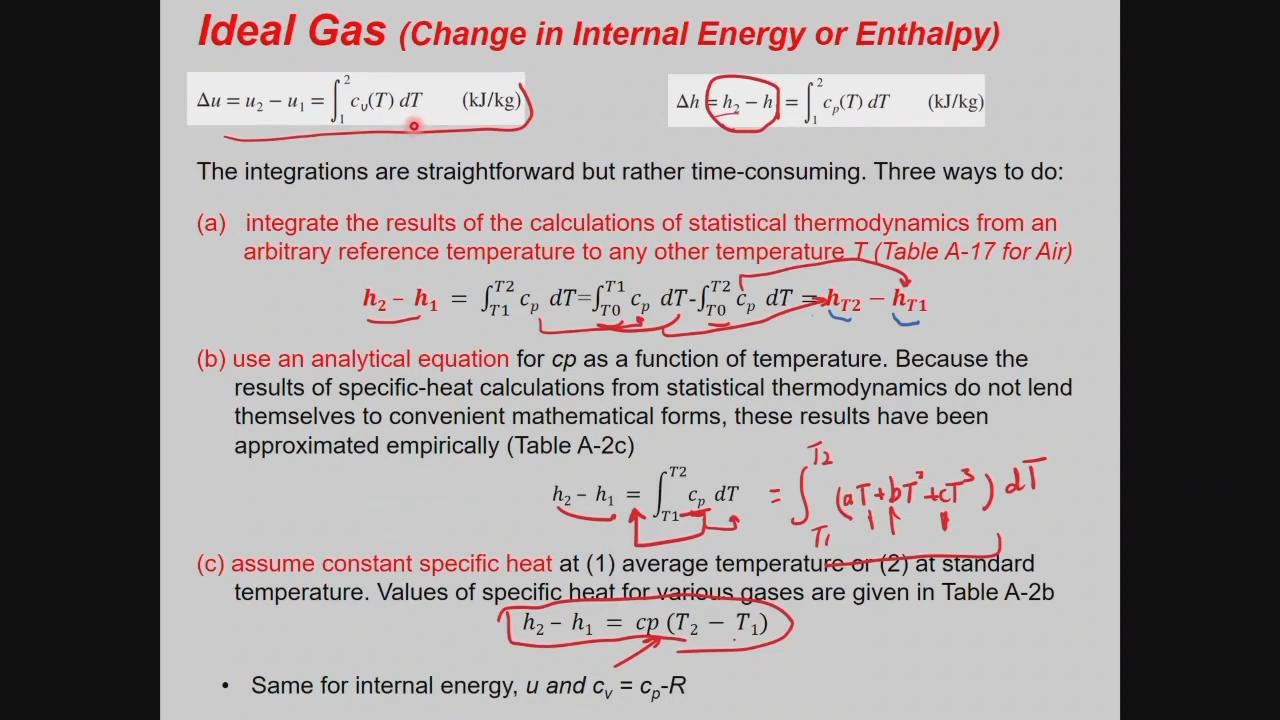 Ideal Gas (Change in Internal Energy or Enthalpy)
Δu = u₂ − u₁ = ∫₁² cᵥ(T) dT (kJ/kg)
Δh = h₂ − h₁ = ∫₁² cₚ(T) dT (kJ/kg)
The integrations are straightforward but rather time-consuming. Three ways to do:
(a) integrate the results of the calculations of statistical thermodynamics from an
arbitrary reference temperature to any other temperature T (Table A-17 for Air)
h₂ − h₁ = ∫_{T1}^{T2} cₚ dT=∫_{T0}^{T1} cₚ dT-∫_{T0}^{T2} cₚ dT = h_{T2} − h_{T1}
(b) use an analytical equation for cp as a function of temperature. Because the
results of specific-heat calculations from statistical thermodynamics do not lend
themselves to convenient mathematical forms, these results have been
approximated empirically (Table A-2c)
h₂ − h₁ = ∫_{T1}^{T2} cₚ dT = ∫_{T1}^{T2} (aT+bT²+cT³) dT
(c) assume constant specific heat at (1) average temperature or (2) at standard
temperature. Values of specific heat for various gases are given in Table A-2b
h₂ − h₁ = cp (T₂ − T₁)
• Same for internal energy, u and cᵥ = cₚ-R